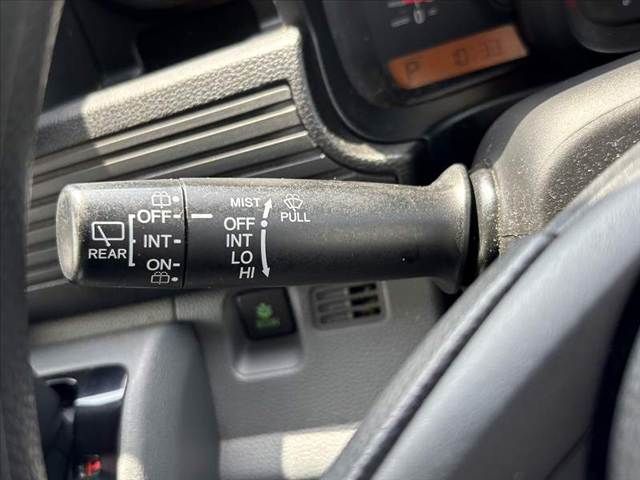 MIST
PULL
OFF
OFF
INT
INT
REAR
LO
ON
HI
P